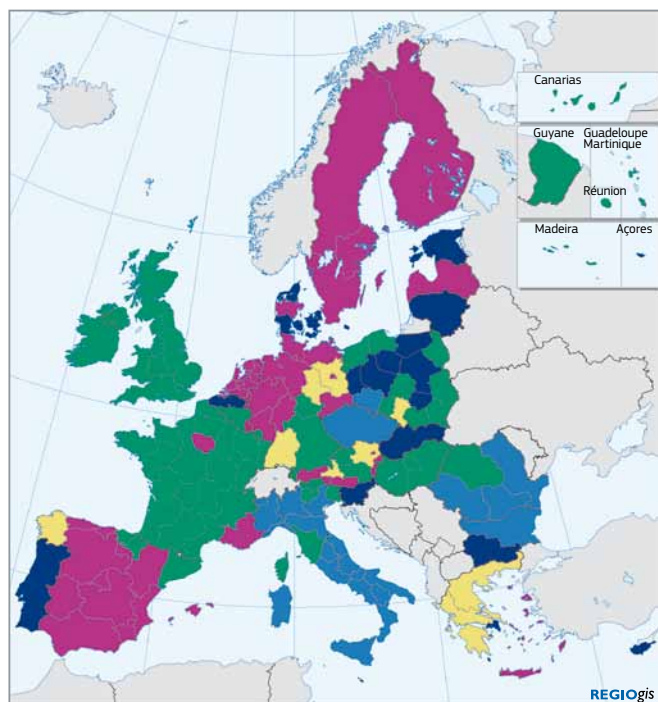 Canarias
Guyane
Guadeloupe
Martinique
Réunion
Madeira
Açores
REGIOgis